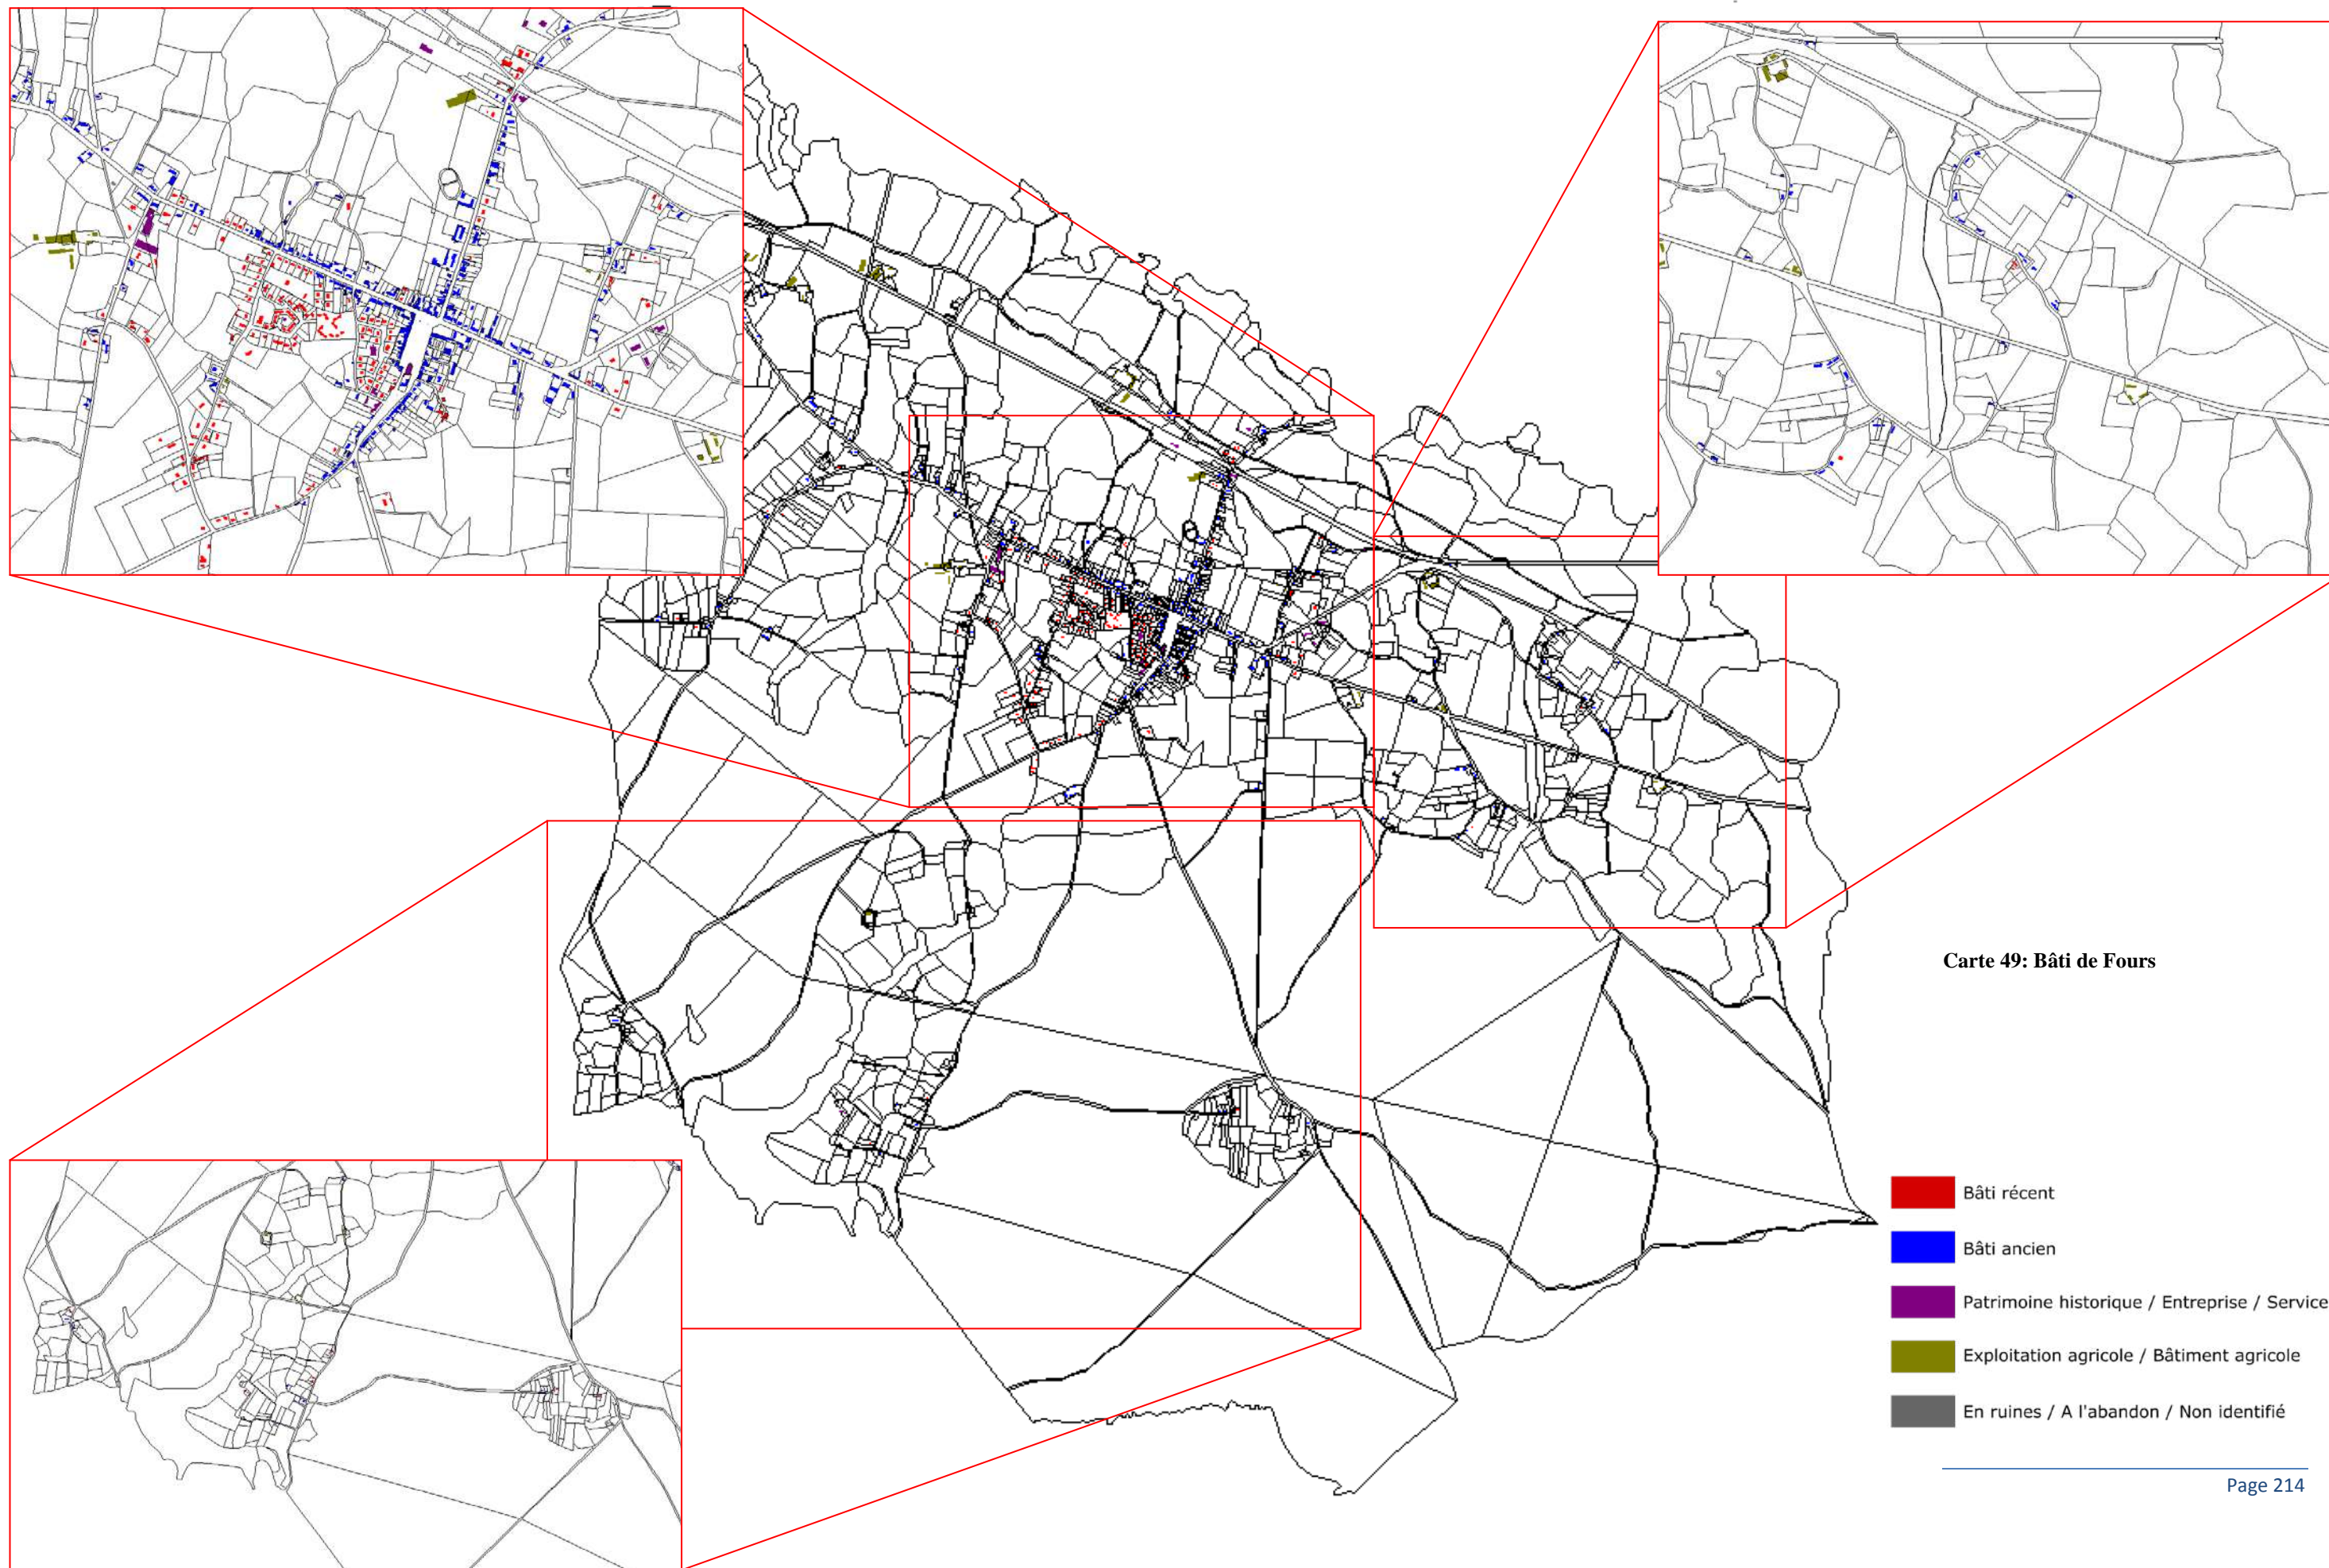 Carte 49: Bâti de Fours
Bâti récent
Bâti ancien
Patrimoine historique / Entreprise / Service
Exploitation agricole / Bâtiment agricole
En ruines / A l'abandon / Non identifié
Page 214